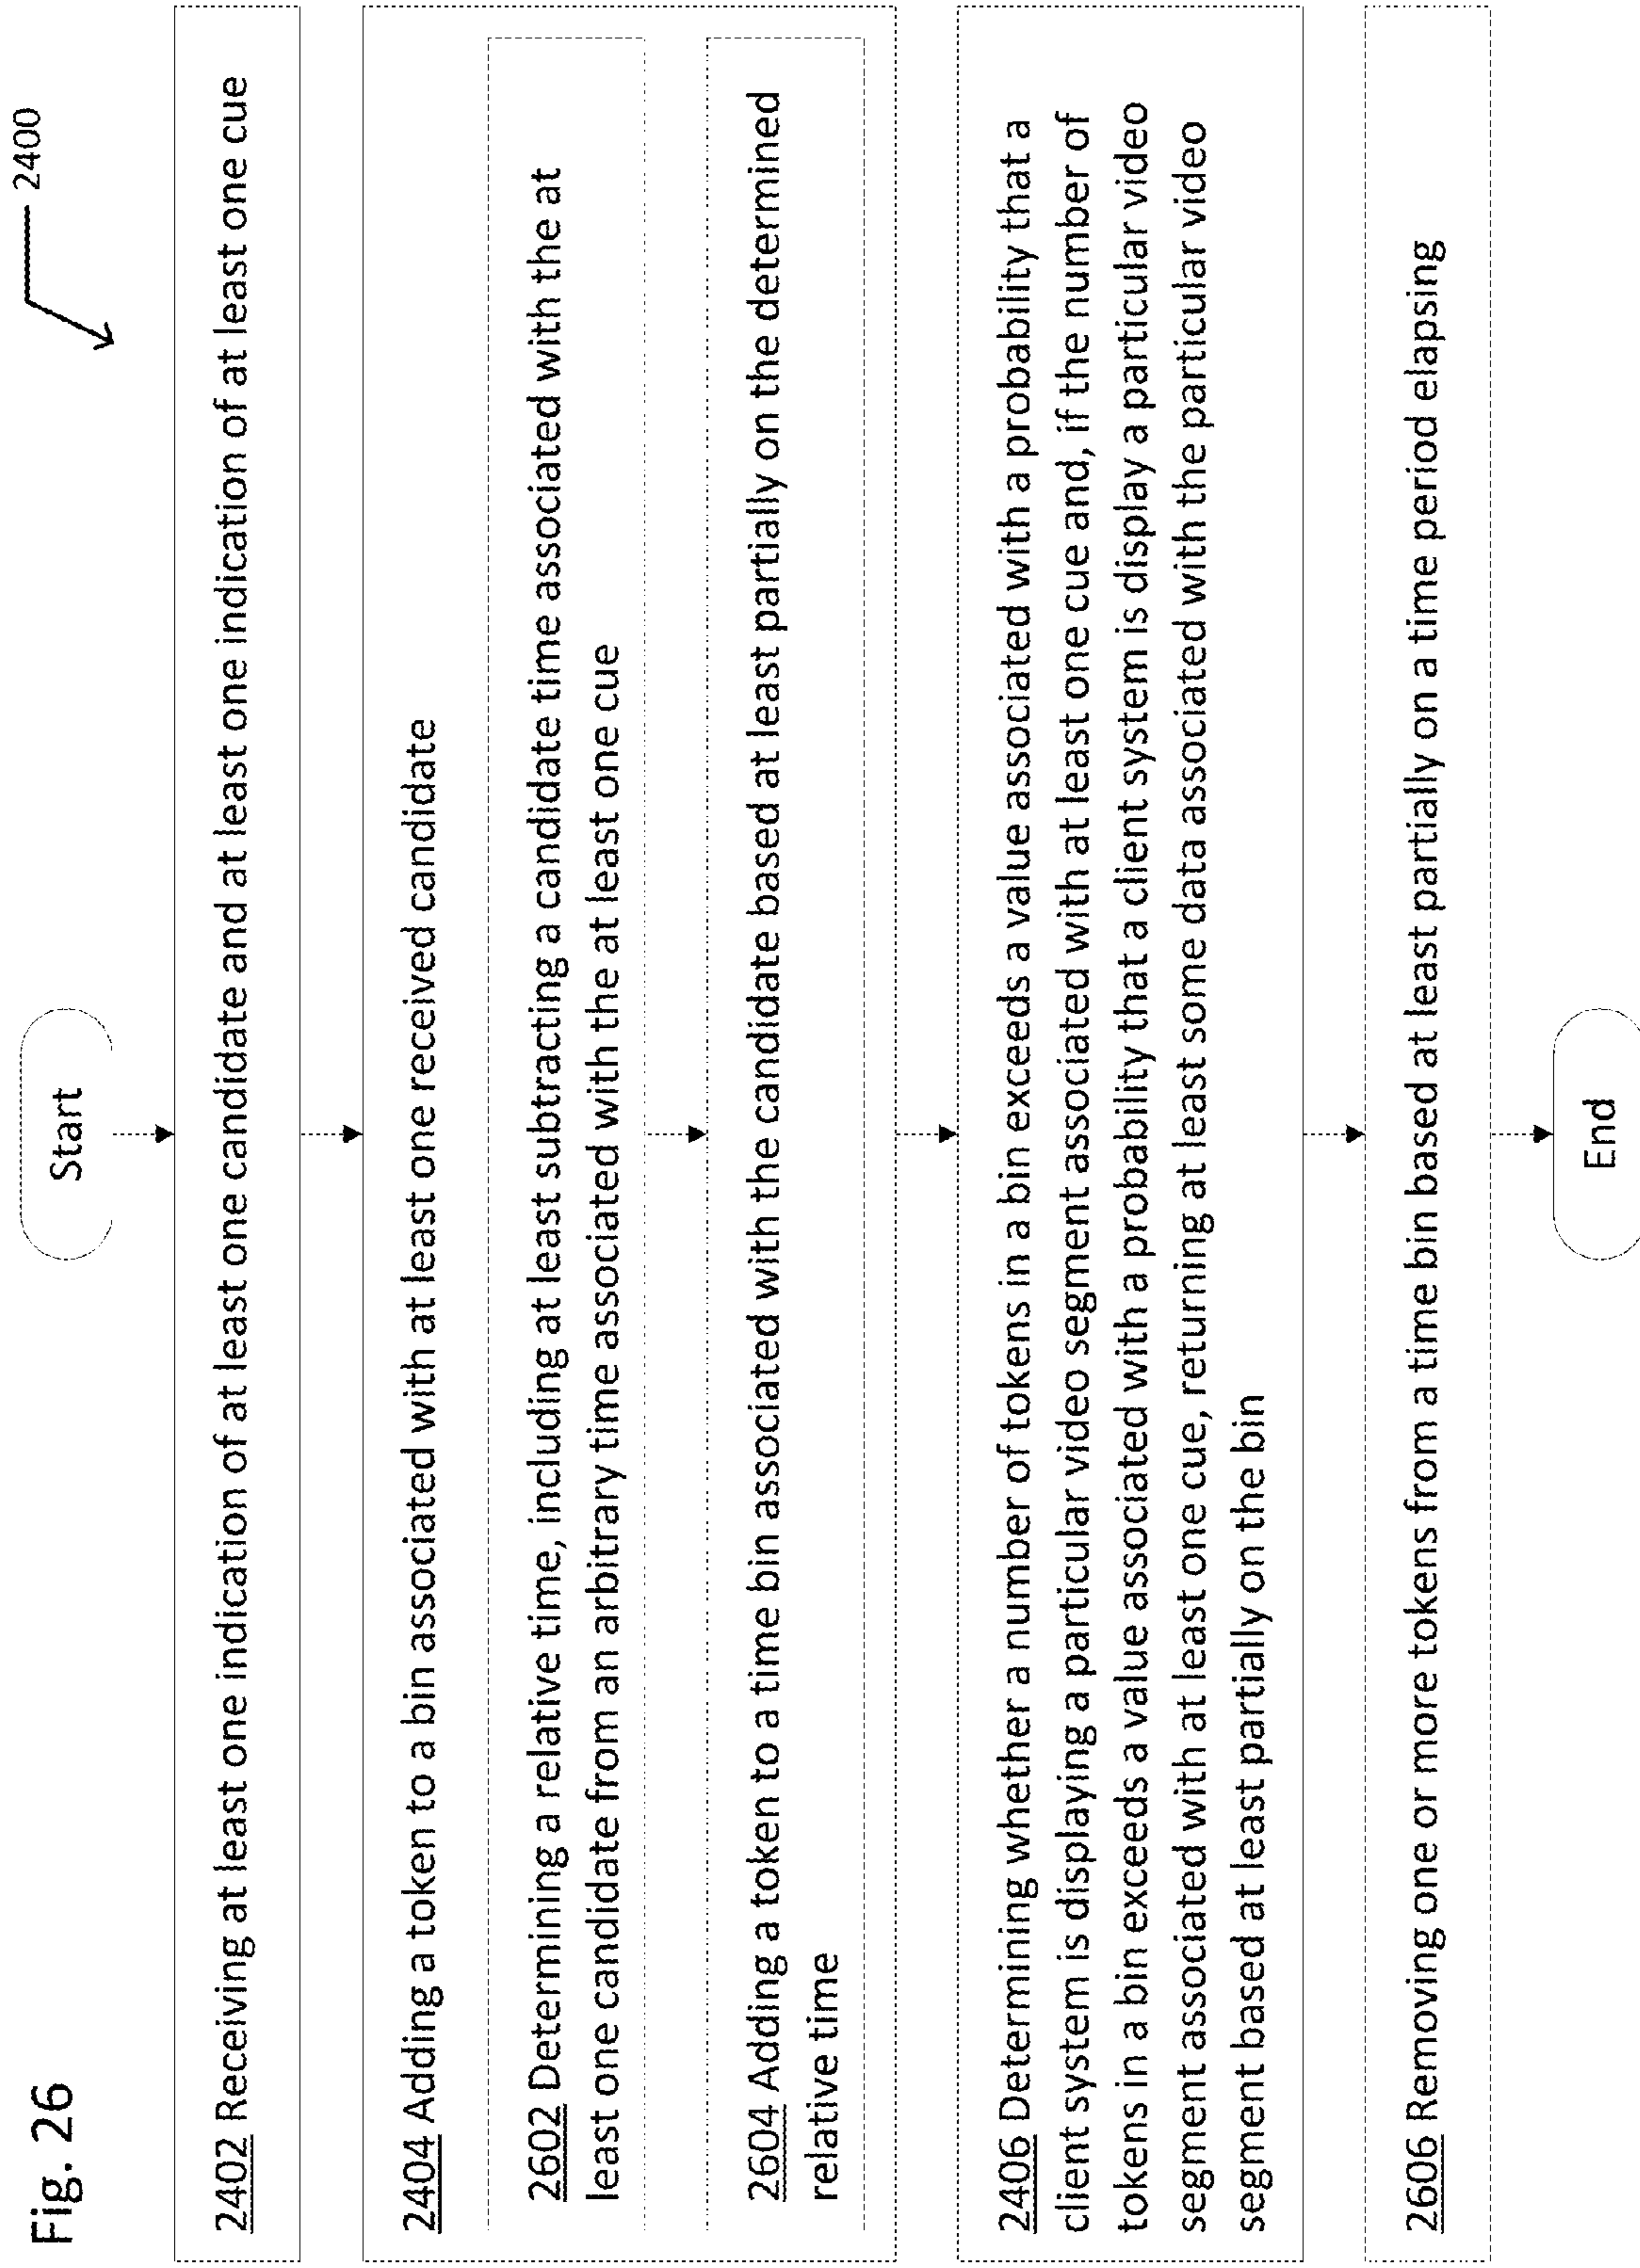 Fig. 26
2400
Start
2402 Receiving at least one indication of at least one candidate and at least one indication of at least one cue
2404 Adding a token to a bin associated with at least one received candidate
2602 Determining a relative time, including at least subtracting a candidate time associated with the at
least one candidate from an arbitrary time associated with the at least one cue
2604 Adding a token to a time bin associated with the candidate based at least partially on the determined
relative time
2406 Determining whether a number of tokens in a bin exceeds a value associated with a probability that a
client system is displaying a particular video segment associated with at least one cue and, if the number of
tokens in a bin exceeds a value associated with a probability that a client system is display a particular video
segment associated with at least one cue, returning at least some data associated with the particular video
segment based at least partially on the bin
2606 Removing one or more tokens from a time bin based at least partially on a time period elapsing
End